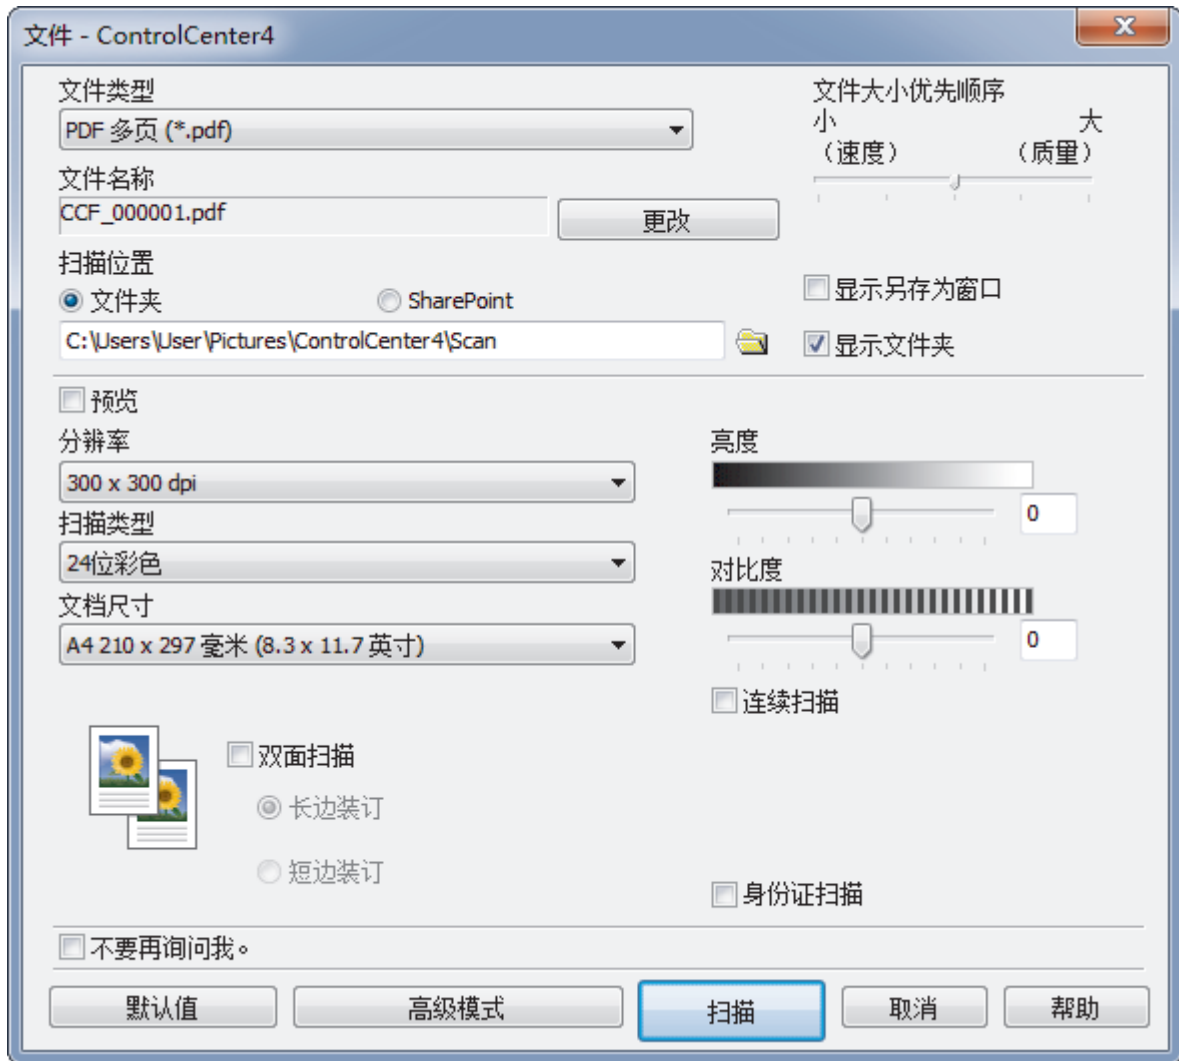 文件 - ControlCenter4
文件类型
PDF 多页 (*.pdf)
文件大小优先顺序
小 大
（速度） （质量）
文件名称
CCF_000001.pdf
更改
扫描位置
文件夹 SharePoint
显示另存为窗口
C:\Users\User\Pictures\ControlCenter4\Scan
显示文件夹
预览
分辨率
300 x 300 dpi
扫描类型
24位彩色
文档尺寸
A4 210 x 297 毫米 (8.3 x 11.7 英寸)
亮度
0
对比度
0
连续扫描
双面扫描
长边装订
短边装订
身份证扫描
不要再询问我。
默认值 高级模式 扫描 取消 帮助